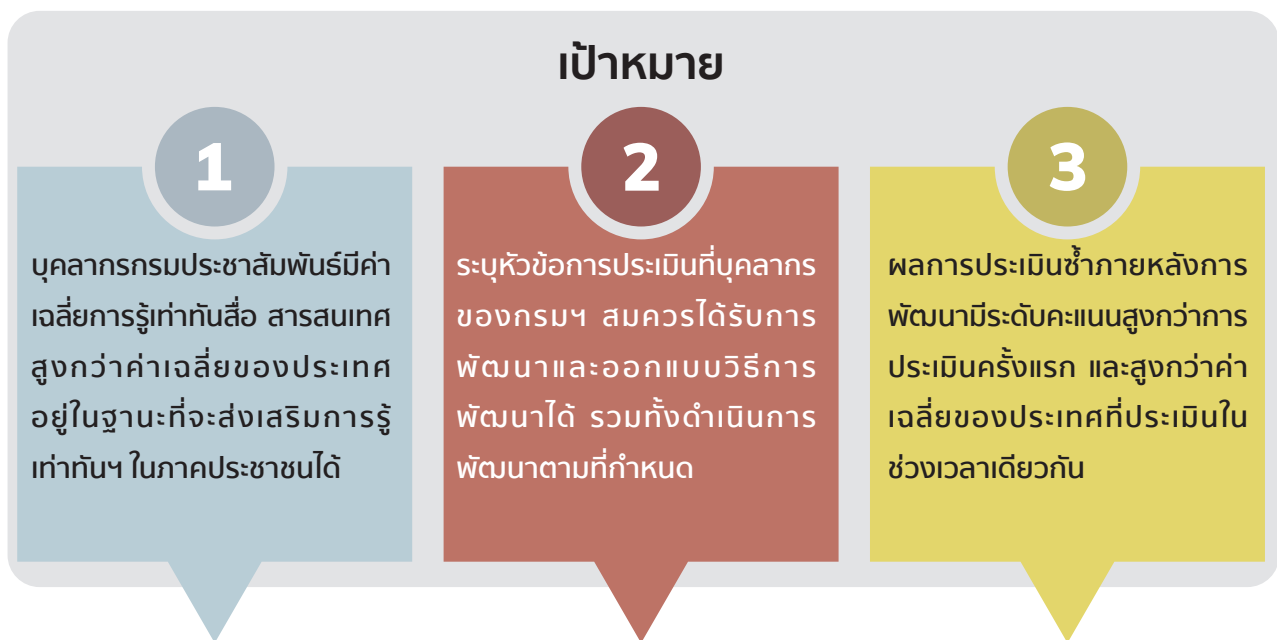 เป้าหมาย
1
บุคลากรกรมประชาสัมพันธ์มีค่า
เฉลี่ยการรู้เท่าทันสื่อ สารสนเทศ
สูงกว่าค่าเฉลี่ยของประเทศ
อยู่ในฐานะที่จะส่งเสริมการรู้
เท่าทันฯ ในภาคประชาชนได้
2
ระบุหัวข้อการประเมินที่บุคลากร
ของกรมฯ สมควรได้รับการ
พัฒนาและออกแบบวิธีการ
พัฒนาได้ รวมทั้งดำเนินการ
พัฒนาตามที่กำหนด
3
ผลการประเมินซ้ำภายหลังการ
พัฒนามีระดับคะแนนสูงกว่าการ
ประเมินครั้งแรก และสูงกว่าค่า
เฉลี่ยของประเทศที่ประเมินใน
ช่วงเวลาเดียวกัน